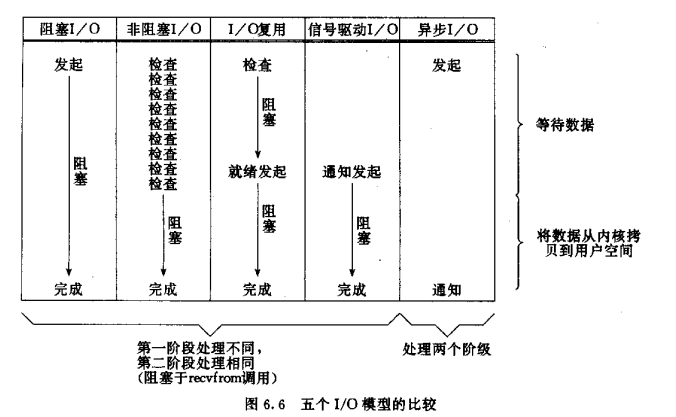 阻塞I/O 非阻塞I/O I/O复用 信号驱动I/O 异步I/O
发起 检查 检查 发起
检查
检查
检查
检查
检查
检查
检查
检查
阻塞
阻塞
等待数据
就绪发起 通知发起
阻塞
阻塞
阻塞
将数据从内核拷
贝到用户空间
完成 完成 完成 完成 通知
第一阶段处理不同，
第二阶段处理相同
(阻塞于recvfrom调用)
处理两个阶级
图 6.6 五个 I/O 模型的比较